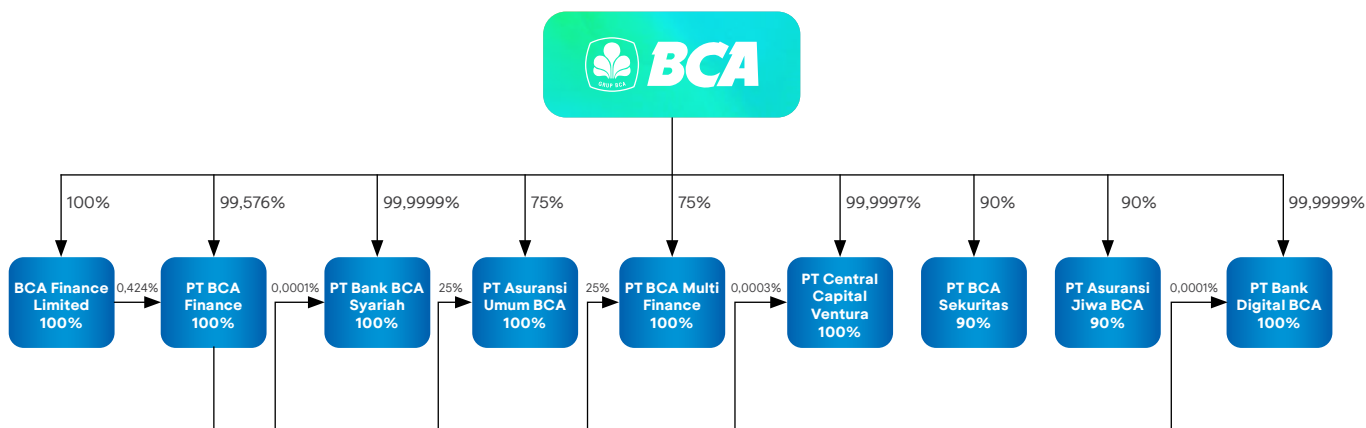 BCA
GRUP BCA
100%
99,576%
99,9999%
75%
75%
99,9997%
90%
90%
99,9999%
BCA Finance
Limited
100%
0,424%
PT BCA
Finance
100%
0,0001%
PT Bank BCA
Syariah
100%
25%
PT Asuransi
Umum BCA
100%
25%
PT BCA Multi
Finance
100%
0,0003%
PT Central
Capital
Ventura
100%
PT BCA
Sekuritas
90%
PT Asuransi
Jiwa BCA
90%
0,0001%
PT Bank
Digital BCA
100%